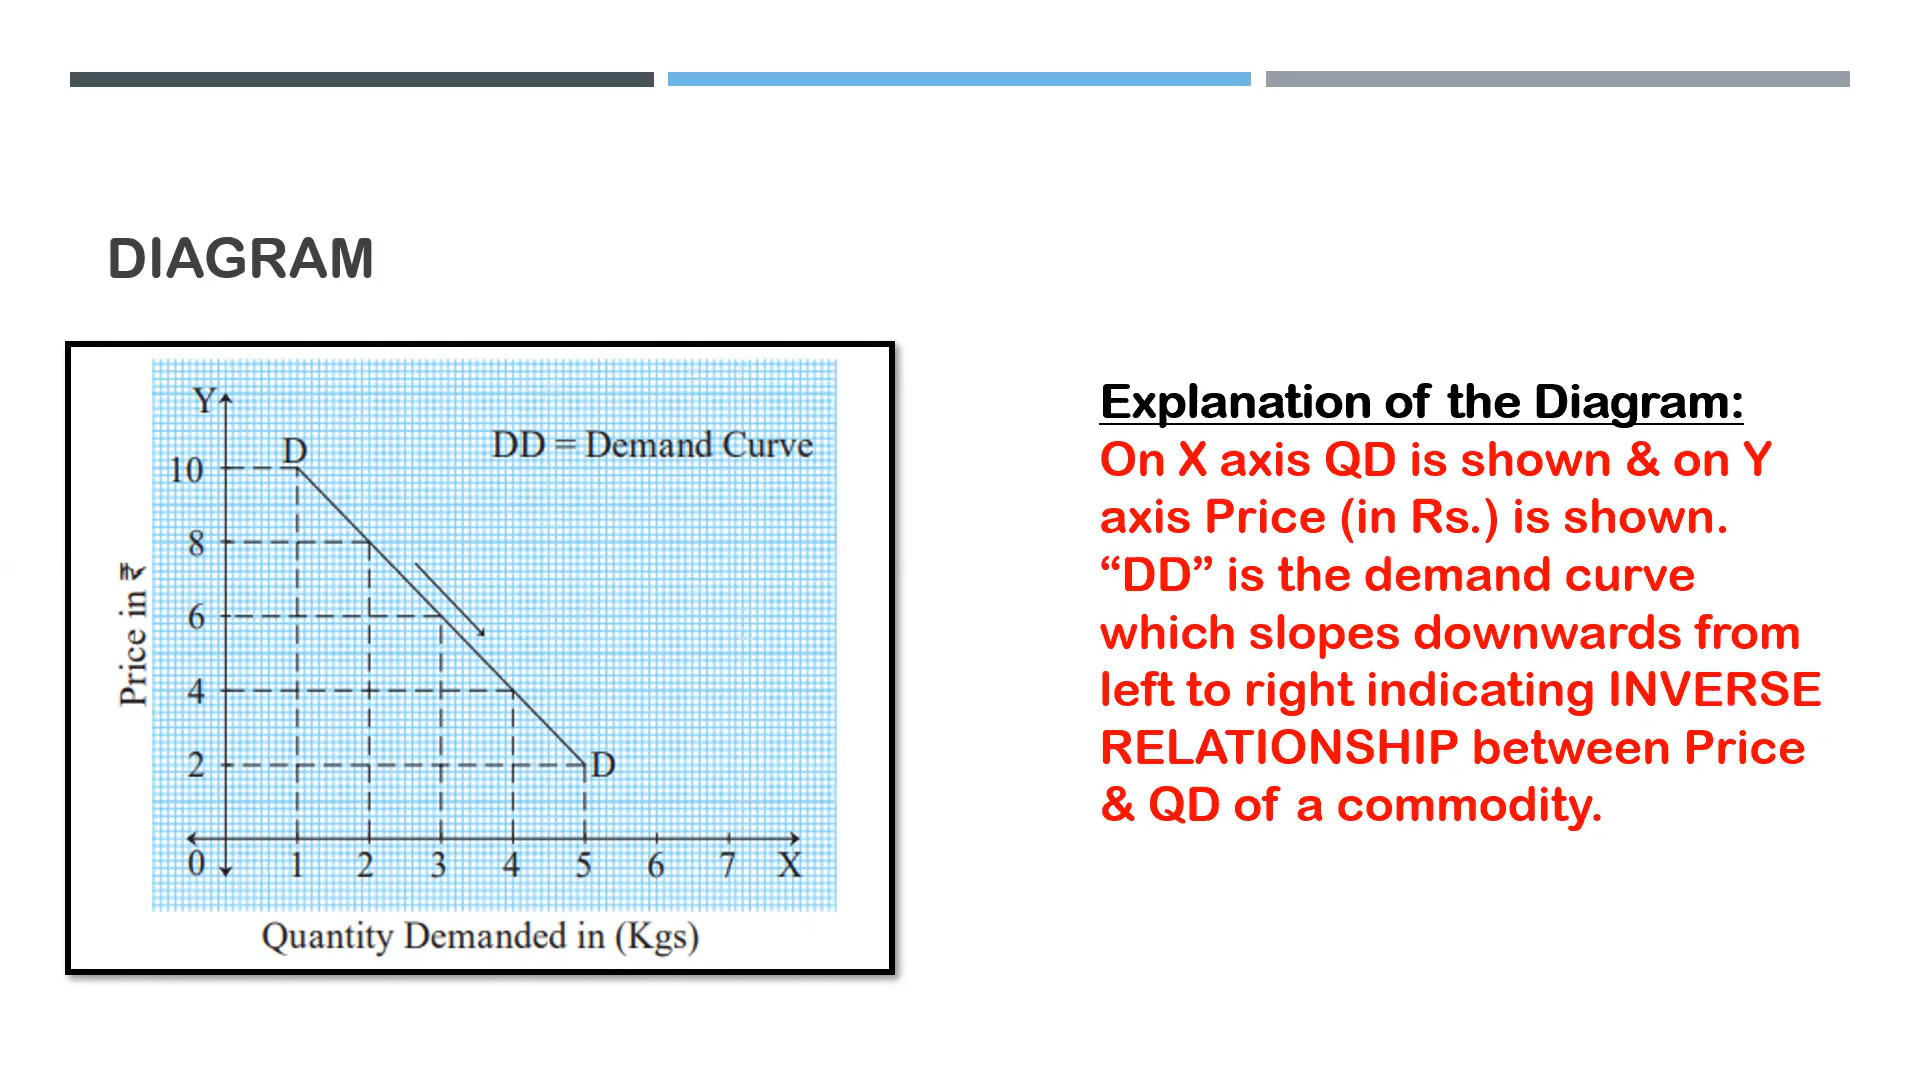 DIAGRAM
Y
D
DD = Demand Curve
10
8
6
4
2
D
0 1 2 3 4 5 6 7 X
Price in ₹
Quantity Demanded in (Kgs)
Explanation of the Diagram:
On X axis QD is shown & on Y
axis Price (in Rs.) is shown.
“DD” is the demand curve
which slopes downwards from
left to right indicating INVERSE
RELATIONSHIP between Price
& QD of a commodity.